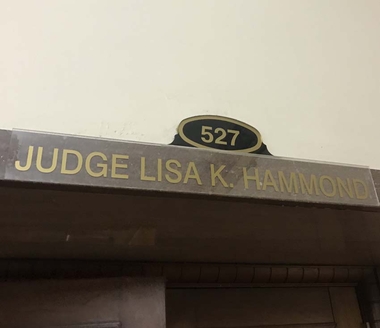 527
JUDGE LISA K. HAMMOND